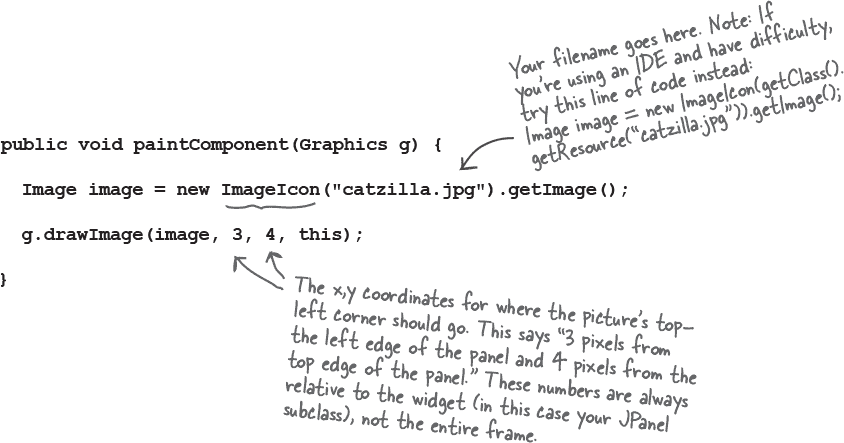 Your filename goes here. Note: If
you're using an IDE and have difficulty,
try this line of code instead:
Image image = new ImageIcon(getClass().
getResource("catzilla.jpg")).getImage();
public void paintComponent(Graphics g) {
Image image = new ImageIcon("catzilla.jpg").getImage();
g.drawImage(image, 3, 4, this);
}
The x,y coordinates for where the picture's top-
left corner should go. This says "3 pixels from
the left edge of the panel and 4 pixels from the
top edge of the panel." These numbers are always
relative to the widget (in this case your JPanel
subclass), not the entire frame.